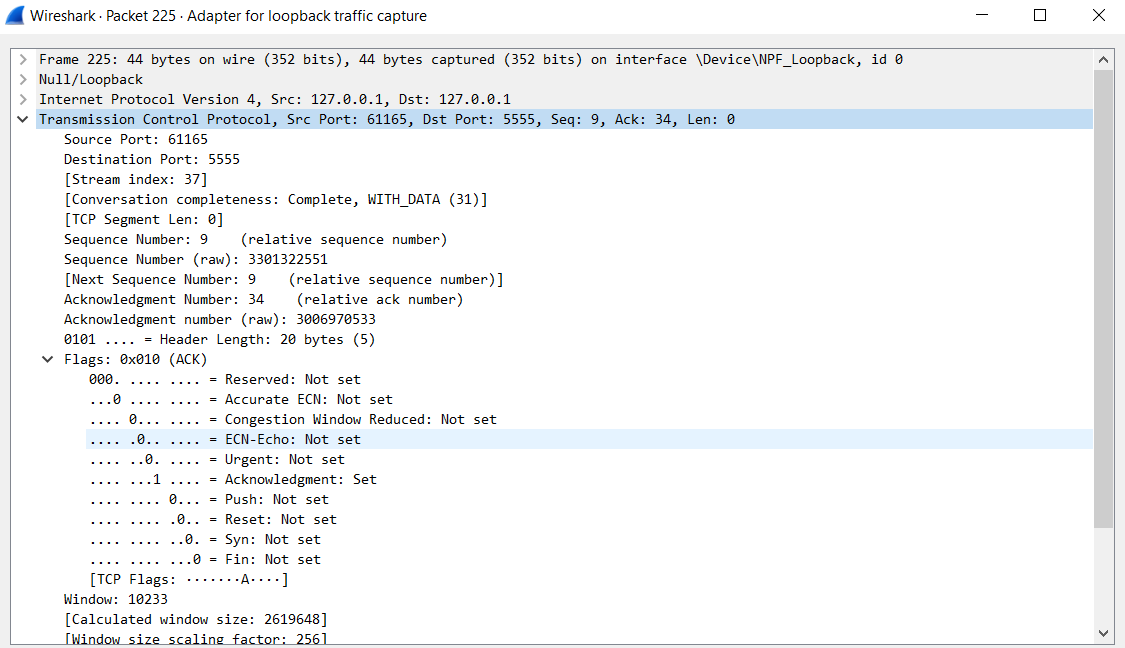 Wireshark · Packet 225 · Adapter for loopback traffic capture
Frame 225: 44 bytes on wire (352 bits), 44 bytes captured (352 bits) on interface \Device\NPF_Loopback, id 0
Null/Loopback
Internet Protocol Version 4, Src: 127.0.0.1, Dst: 127.0.0.1
Transmission Control Protocol, Src Port: 61165, Dst Port: 5555, Seq: 9, Ack: 34, Len: 0
Source Port: 61165
Destination Port: 5555
[Stream index: 37]
[Conversation completeness: Complete, WITH_DATA (31)]
[TCP Segment Len: 0]
Sequence Number: 9    (relative sequence number)
Sequence Number (raw): 3301322551
[Next Sequence Number: 9    (relative sequence number)]
Acknowledgment Number: 34    (relative ack number)
Acknowledgment number (raw): 3006970533
0101 .... = Header Length: 20 bytes (5)
Flags: 0x010 (ACK)
000. .... .... = Reserved: Not set
...0 .... .... = Accurate ECN: Not set
.... 0... .... = Congestion Window Reduced: Not set
.... .0.. .... = ECN-Echo: Not set
.... ..0. .... = Urgent: Not set
.... ...1 .... = Acknowledgment: Set
.... .... 0... = Push: Not set
.... .... .0.. = Reset: Not set
.... .... ..0. = Syn: Not set
.... .... ...0 = Fin: Not set
[TCP Flags: ·······A····]
Window: 10233
[Calculated window size: 2619648]
[Window size scaling factor: 256]